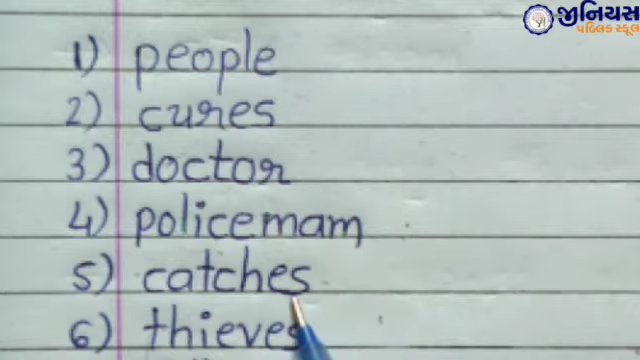 જીનિયસ
પબ્લિક સ્કૂલ
1) people
2) cures
3) doctor
4) policemam
5) catches
6) thieves